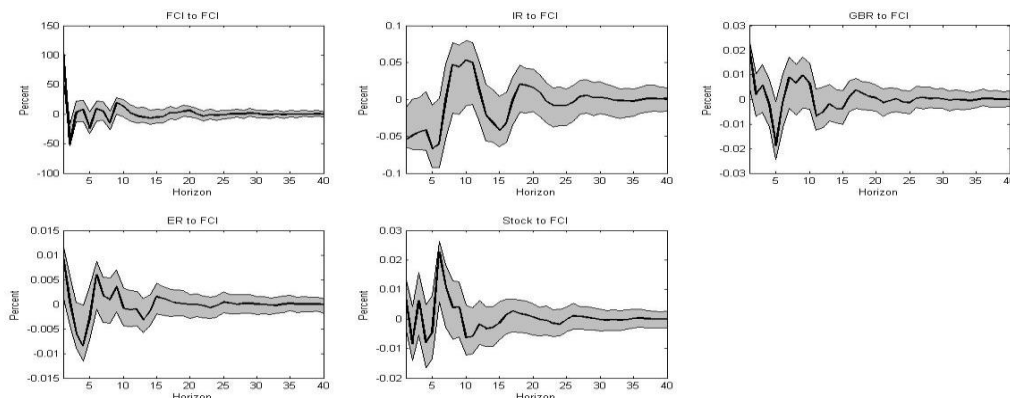 FCI to FCI
150
100
50
0
-50
-100
Percent
5 10 15 20 25 30 35 40
Horizon
IR to FCI
0.1
0.05
0
-0.05
-0.1
Percent
5 10 15 20 25 30 35 40
Horizon
GBR to FCI
0.03
0.02
0.01
0
-0.01
-0.02
-0.03
Percent
5 10 15 20 25 30 35 40
Horizon
ER to FCI
0.015
0.01
0.005
0
-0.005
-0.01
-0.015
Percent
5 10 15 20 25 30 35 40
Horizon
Stock to FCI
0.03
0.02
0.01
0
-0.01
-0.02
Percent
5 10 15 20 25 30 35 40
Horizon